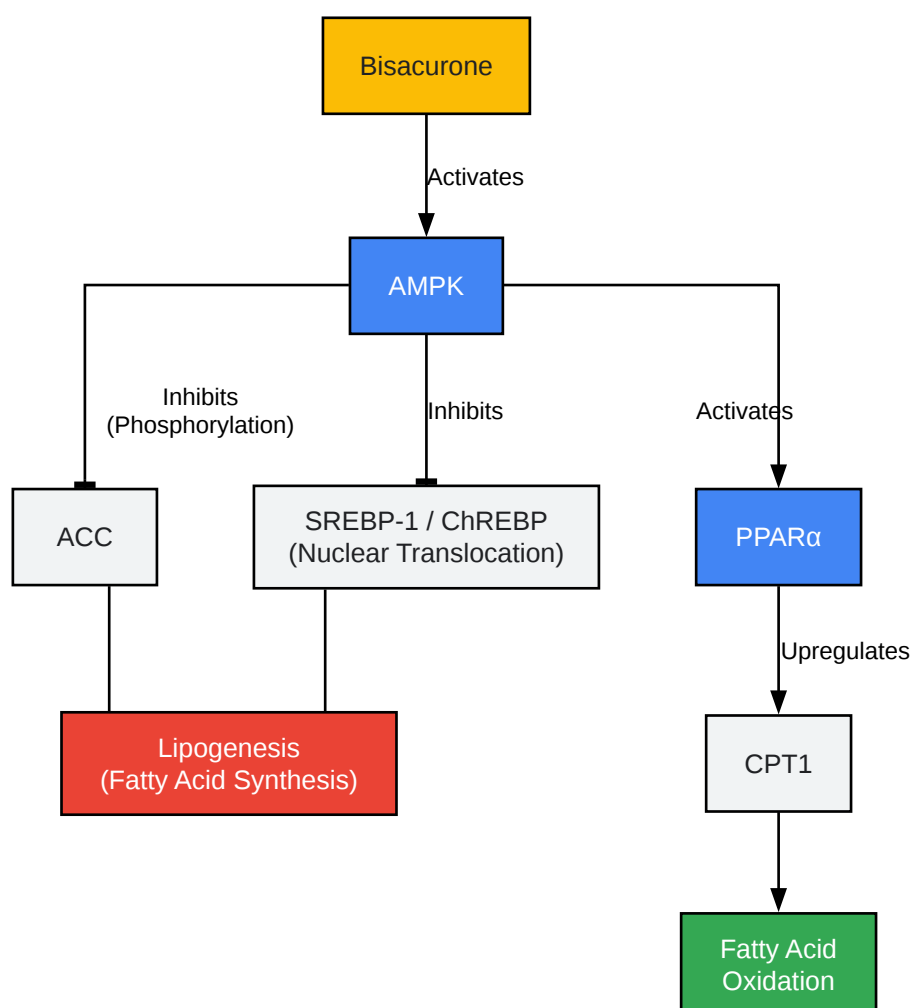 Bisacurone
Activates
AMPK
Inhibits
(Phosphorylation)
Inhibits
Activates
ACC
SREBP-1 / ChREBP
(Nuclear Translocation)
PPARα
Upregulates
Lipogenesis
(Fatty Acid Synthesis)
CPT1
Fatty Acid
Oxidation